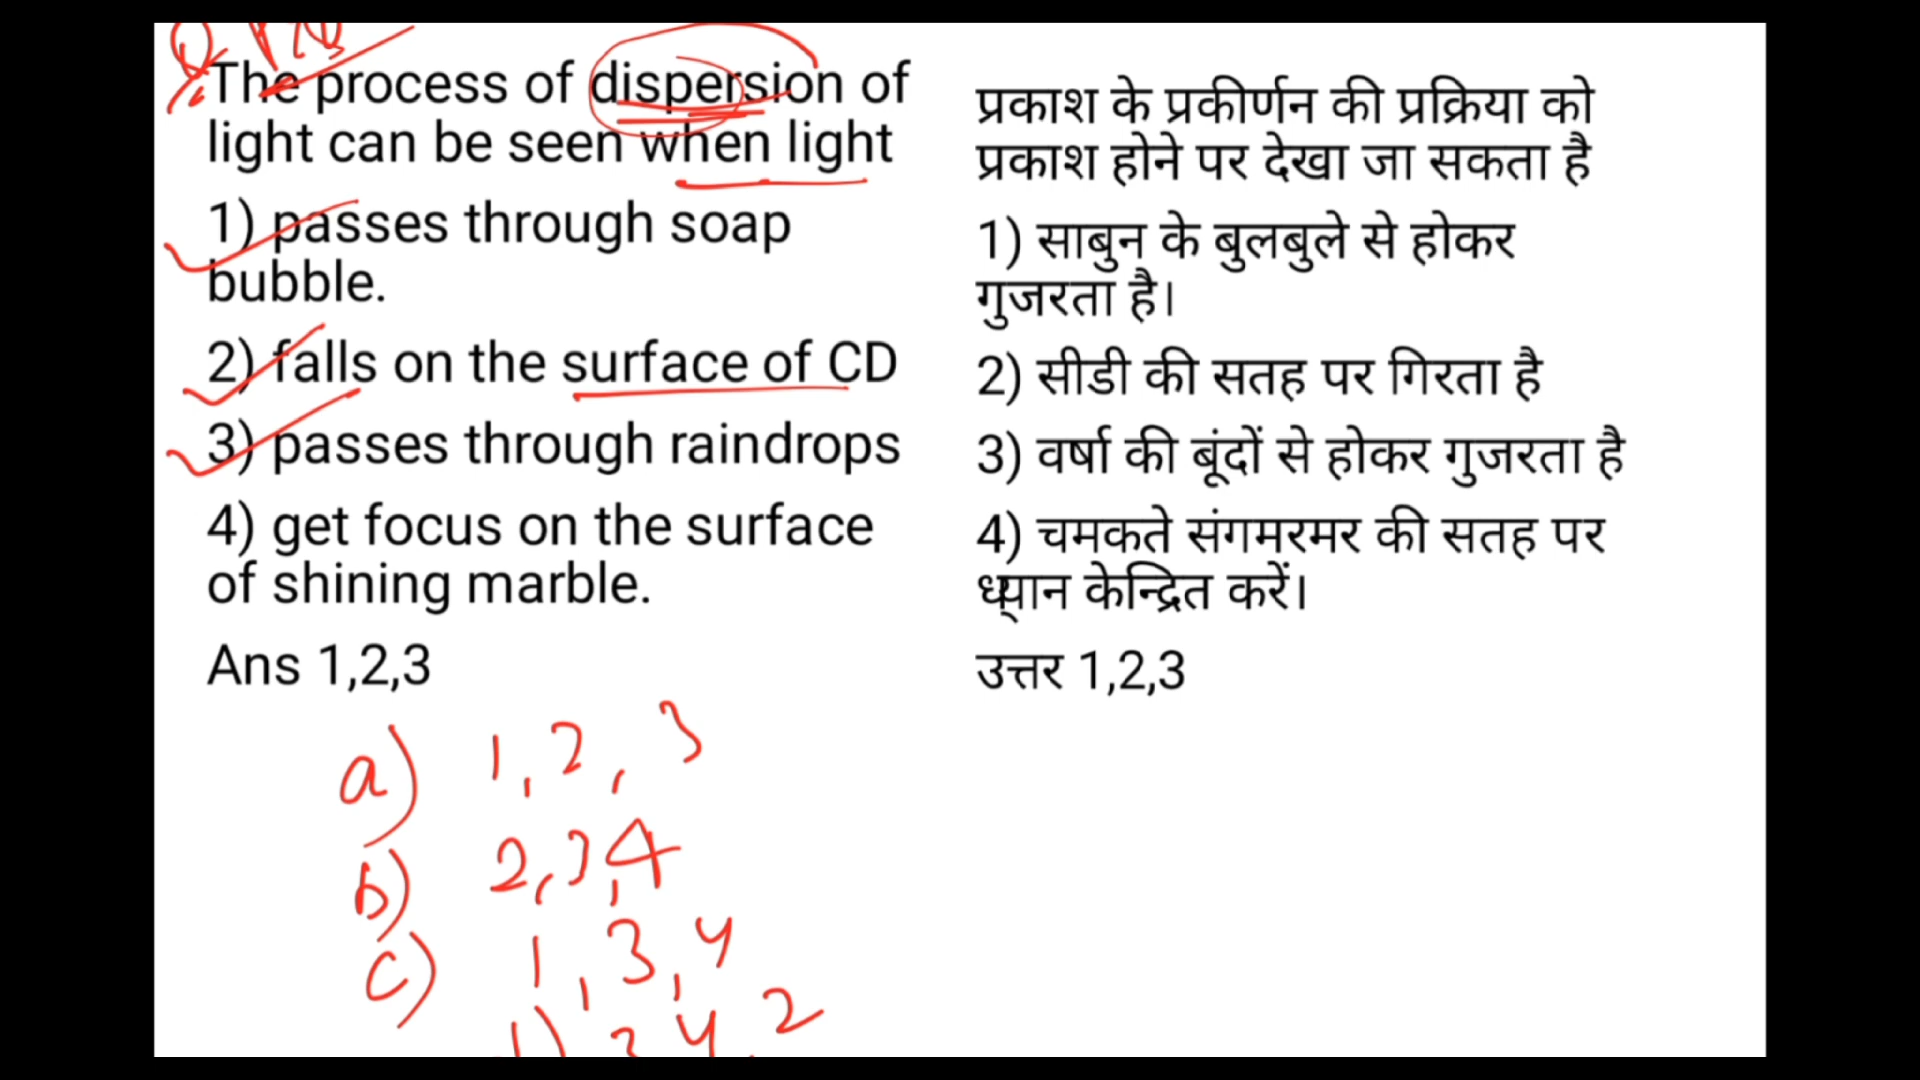 The process of dispersion of
light can be seen when light
1) passes through soap
bubble.
2) falls on the surface of CD
3) passes through raindrops
4) get focus on the surface
of shining marble.
Ans 1,2,3
a) 1, 2, 3
b) 2, 3, 4
c) 1, 3, 4
3 4, 2
प्रकाश के प्रकीर्णन की प्रक्रिया को
प्रकाश होने पर देखा जा सकता है
1) साबुन के बुलबुले से होकर
गुजरता है।
2) सीडी की सतह पर गिरता है
3) वर्षा की बूंदों से होकर गुजरता है
4) चमकते संगमरमर की सतह पर
ध्यान केन्द्रित करें।
उत्तर 1,2,3